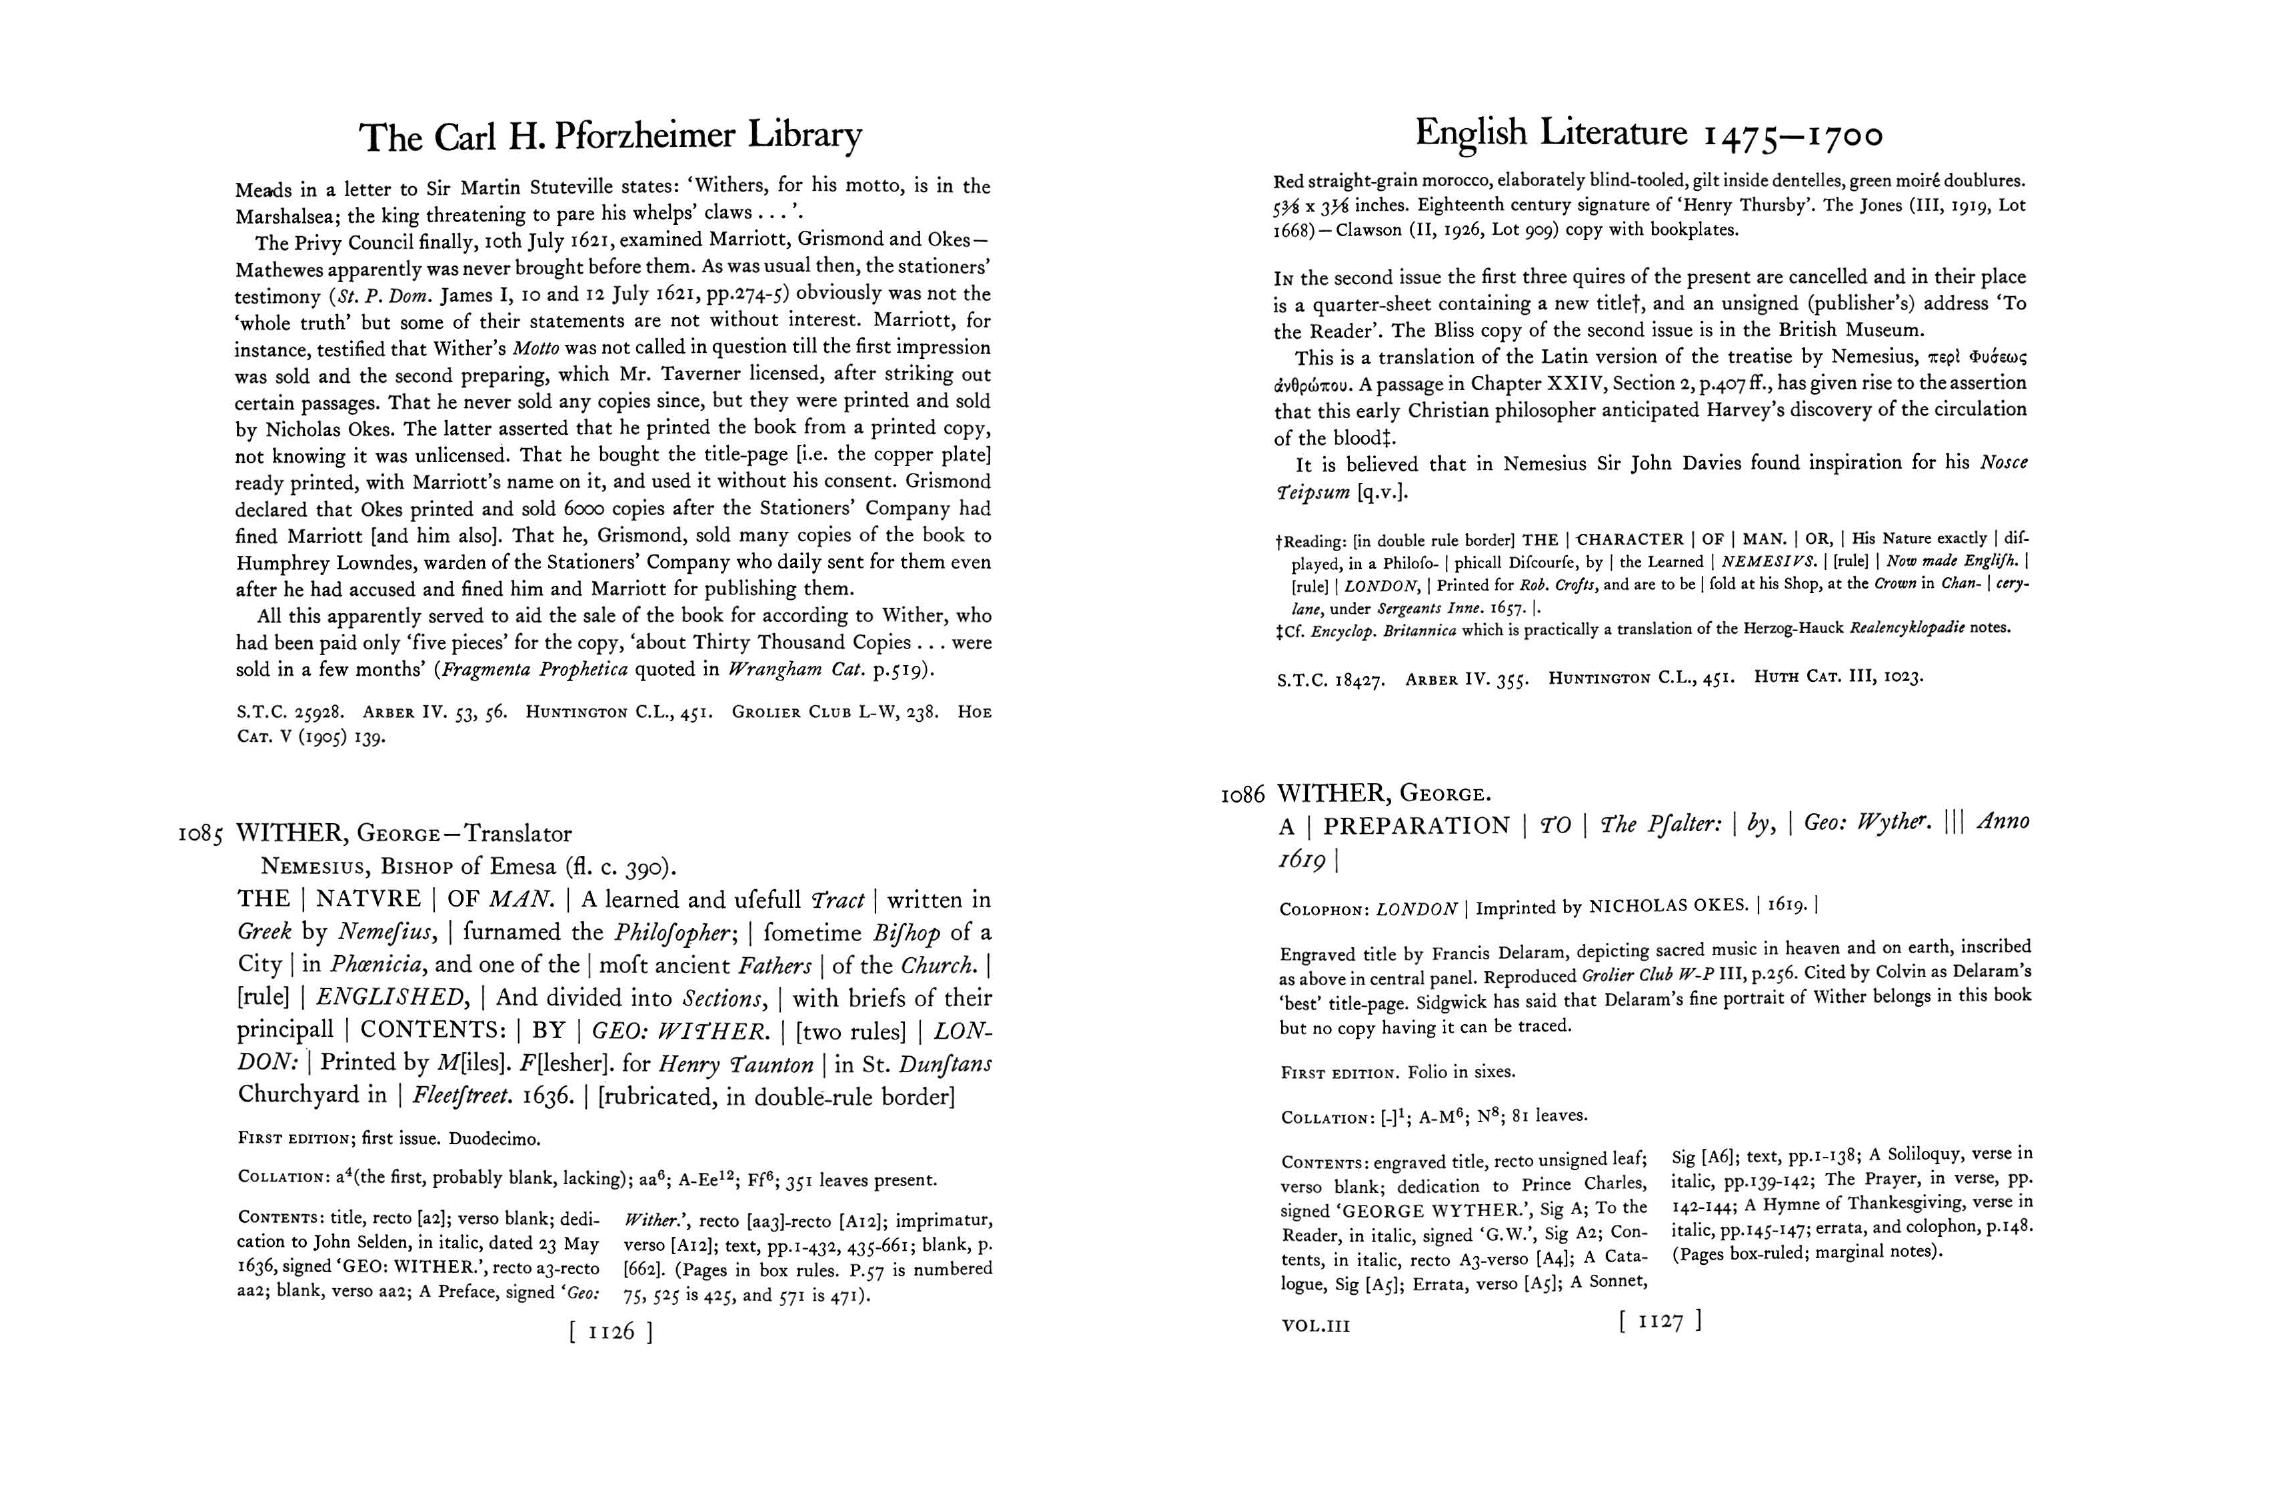 The Carl H. Pforzheimer Library
Meads in a letter to Sir Martin Stuteville states: ‘Withers, for his motto, is in the
Marshalsea; the king threatening to pare his whelps’ claws . . . ’.
The Privy Council finally, 10th July 1621, examined Marriott, Grismond and Okes—
Mathewes apparently was never brought before them. As was usual then, the stationers’
testimony (St. P. Dom. James I, 10 and 12 July 1621, pp.274-5) obviously was not the
‘whole truth’ but some of their statements are not without interest. Marriott, for
instance, testified that Wither’s Motto was not called in question till the first impression
was sold and the second preparing, which Mr. Taverner licensed, after striking out
certain passages. That he never sold any copies since, but they were printed and sold
by Nicholas Okes. The latter asserted that he printed the book from a printed copy,
not knowing it was unlicensed. That he bought the title-page [i.e. the copper plate]
ready printed, with Marriott’s name on it, and used it without his consent. Grismond
declared that Okes printed and sold 6000 copies after the Stationers’ Company had
fined Marriott [and him also]. That he, Grismond, sold many copies of the book to
Humphrey Lowndes, warden of the Stationers’ Company who daily sent for them even
after he had accused and fined him and Marriott for publishing them.
All this apparently served to aid the sale of the book for according to Wither, who
had been paid only ‘five pieces’ for the copy, ‘about Thirty Thousand Copies . . . were
sold in a few months’ (Fragmenta Prophetica quoted in Wrangham Cat. p.519).
S.T.C. 25928. ARBER IV. 53, 56. HUNTINGTON C.L., 451. GROLIER CLUB L-W, 238. HOE
CAT. V (1905) 139.
1085 WITHER, GEORGE—Translator
NEMESIUS, BISHOP of Emesa (fl. c. 390).
THE | NATVRE | OF MAN. | A learned and uſefull Tract | written in
Greek by Nemeſius, | ſurnamed the Philoſopher; | ſometime Biſhop of a
City | in Phœnicia, and one of the | moſt ancient Fathers | of the Church. |
[rule] | ENGLISHED, | And divided into Sections, | with briefs of their
principall | CONTENTS: | BY | GEO: WITHER. | [two rules] | LON-
DON: | Printed by M[iles]. F[lesher]. for Henry Taunton | in St. Dunſtans
Churchyard in | Fleetſtreet. 1636. | [rubricated, in double-rule border]
FIRST EDITION; first issue. Duodecimo.
COLLATION: a⁴(the first, probably blank, lacking); aa⁶; A-Ee¹²; Ff⁶; 351 leaves present.
CONTENTS: title, recto [a2]; verso blank; dedi-
cation to John Selden, in italic, dated 23 May
1636, signed ‘GEO: WITHER.’, recto a3-recto
aa2; blank, verso aa2; A Preface, signed ‘Geo:
Wither.’, recto [aa3]-recto [A12]; imprimatur,
verso [A12]; text, pp.1-432, 435-661; blank, p.
[662]. (Pages in box rules. P.57 is numbered
75, 525 is 425, and 571 is 471).
[ 1126 ]
English Literature 1475—1700
Red straight-grain morocco, elaborately blind-tooled, gilt inside dentelles, green moiré doublures.
5⅜ x 3⅛ inches. Eighteenth century signature of ‘Henry Thursby’. The Jones (III, 1919, Lot
1668)—Clawson (II, 1926, Lot 909) copy with bookplates.
IN the second issue the first three quires of the present are cancelled and in their place
is a quarter-sheet containing a new title†, and an unsigned (publisher’s) address ‘To
the Reader’. The Bliss copy of the second issue is in the British Museum.
This is a translation of the Latin version of the treatise by Nemesius, περὶ Φυσεως
ἀνθρώπου. A passage in Chapter XXIV, Section 2, p.407 ff., has given rise to the assertion
that this early Christian philosopher anticipated Harvey’s discovery of the circulation
of the blood‡.
It is believed that in Nemesius Sir John Davies found inspiration for his Nosce
Teipsum [q.v.].
†Reading: [in double rule border] THE | CHARACTER | OF | MAN. | OR, | His Nature exactly | diſ-
played, in a Philoſo- | phicall Diſcourſe, by | the Learned | NEMESIVS. | [rule] | Now made Engliſh. |
[rule] | LONDON, | Printed for Rob. Crofts, and are to be | ſold at his Shop, at the Crown in Chan- | cery-
lane, under Sergeants Inne. 1657. |.
‡Cf. Encyclop. Britannica which is practically a translation of the Herzog-Hauck Realencyklopadie notes.
S.T.C. 18427. ARBER IV. 355. HUNTINGTON C.L., 451. HUTH CAT. III, 1023.
1086 WITHER, GEORGE.
A | PREPARATION | TO | The Pſalter: | by, | Geo: Wyther. ||| Anno
1619 |
COLOPHON: LONDON | Imprinted by NICHOLAS OKES. | 1619. |
Engraved title by Francis Delaram, depicting sacred music in heaven and on earth, inscribed
as above in central panel. Reproduced Grolier Club W-P III, p.256. Cited by Colvin as Delaram’s
‘best’ title-page. Sidgwick has said that Delaram’s fine portrait of Wither belongs in this book
but no copy having it can be traced.
FIRST EDITION. Folio in sixes.
COLLATION: [-]¹; A-M⁶; N⁸; 81 leaves.
CONTENTS: engraved title, recto unsigned leaf;
verso blank; dedication to Prince Charles,
signed ‘GEORGE WYTHER.’, Sig A; To the
Reader, in italic, signed ‘G.W.’, Sig A2; Con-
tents, in italic, recto A3-verso [A4]; A Cata-
logue, Sig [A5]; Errata, verso [A5]; A Sonnet,
Sig [A6]; text, pp.1-138; A Soliloquy, verse in
italic, pp.139-142; The Prayer, in verse, pp.
142-144; A Hymne of Thankesgiving, verse in
italic, pp.145-147; errata, and colophon, p.148.
(Pages box-ruled; marginal notes).
VOL.III
[ 1127 ]